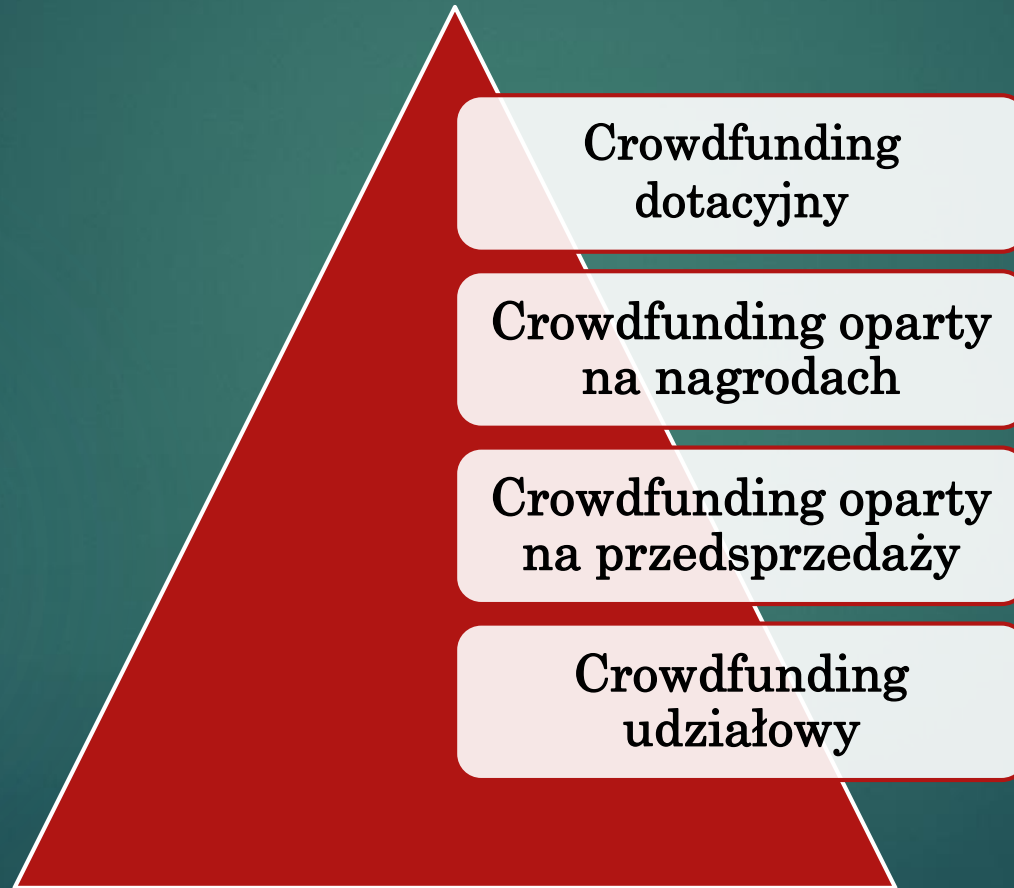 Crowdfunding
dotacyjny
Crowdfunding oparty
na nagrodach
Crowdfunding oparty
na przedsprzedaży
Crowdfunding
udziałowy